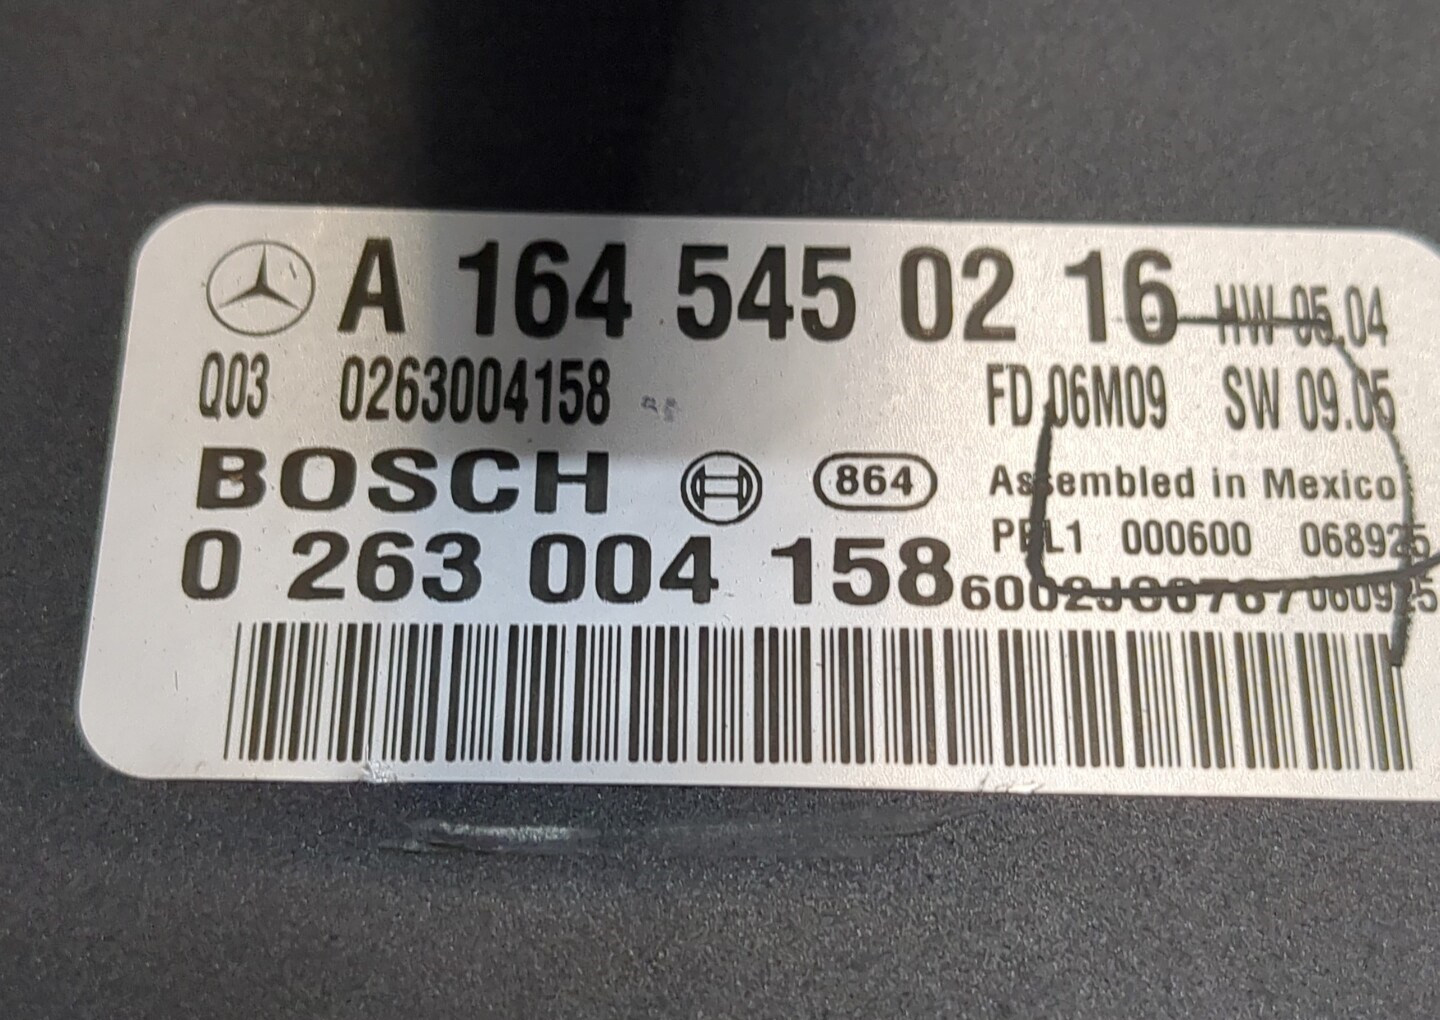 A 164 545 02 16 HW 05.04
Q03 0263004158 FD 06M09 SW 09.05
BOSCH 864 Assembled in Mexico
PPL1 000600 068925
0 263 004 158